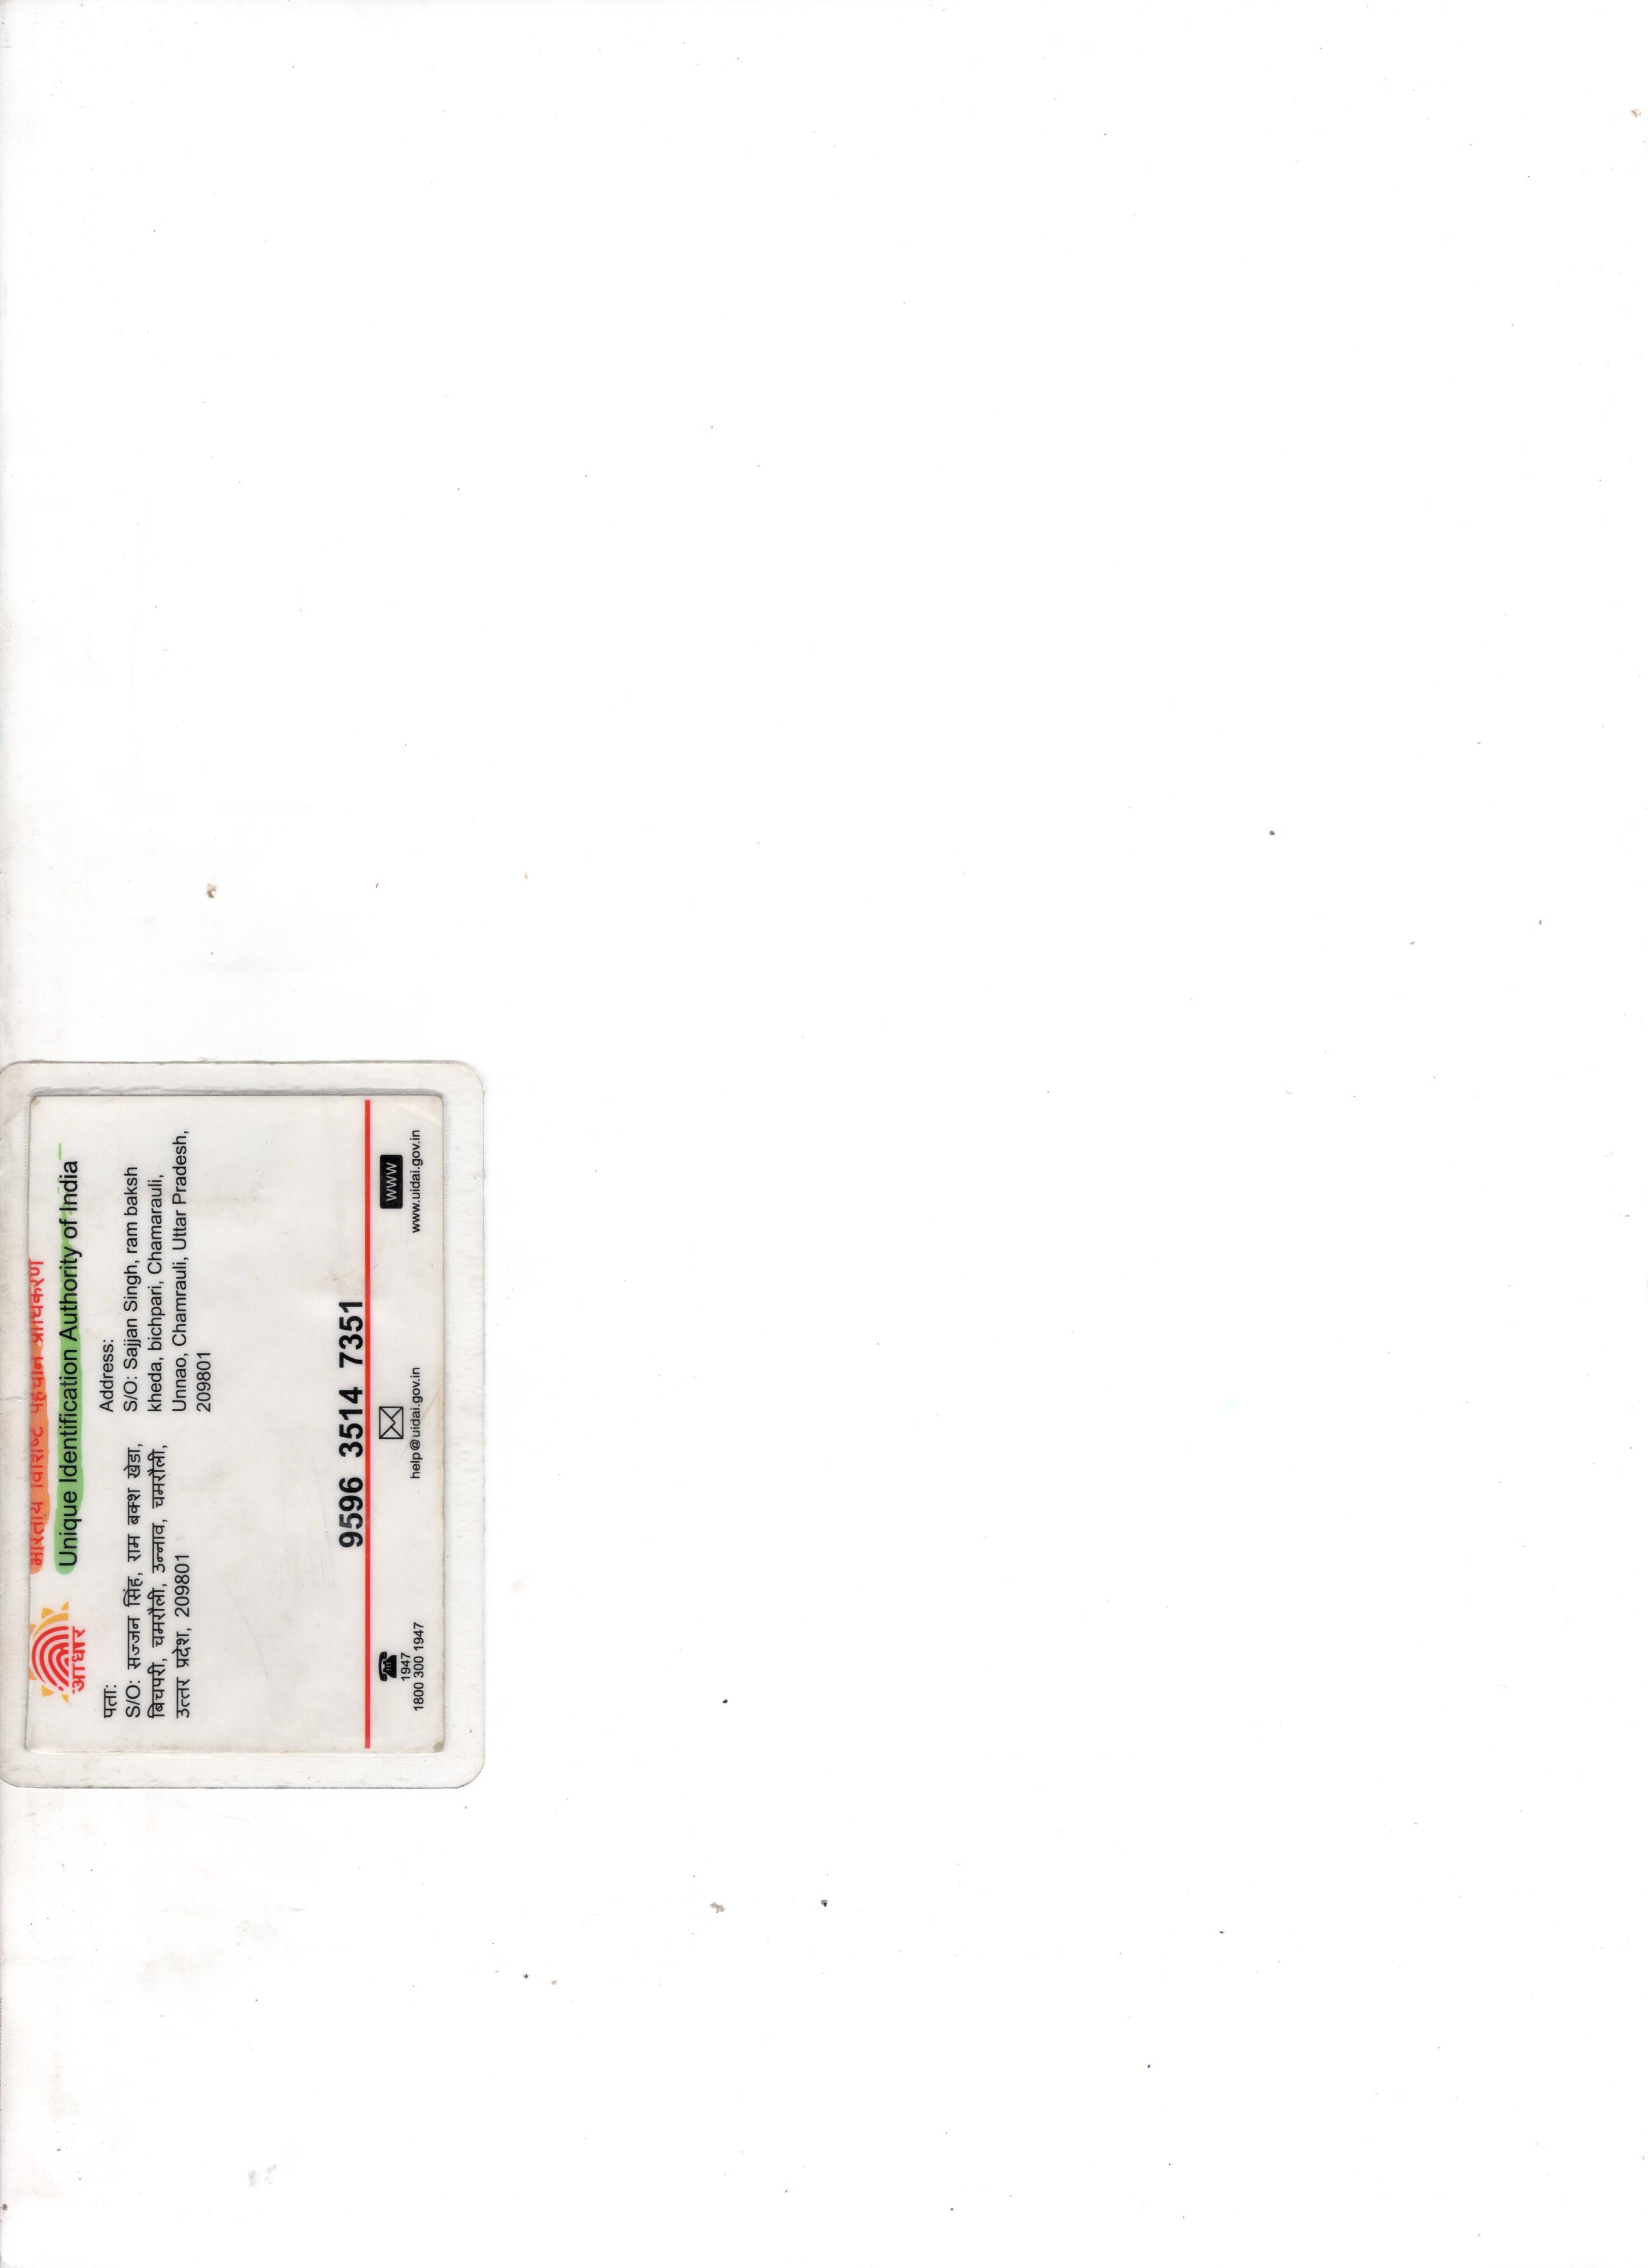 भारतीय विशिष्ट पहचान प्राधिकरण
Unique Identification Authority of India
आधार
पता:
S/O: सज्जन सिंह, राम बक्श खेडा,
बिचपरी, चमरौली, उन्नाव, चमरौली,
उत्तर प्रदेश, 209801
Address:
S/O: Sajjan Singh, ram baksh
kheda, bichpari, Chamarauli,
Unnao, Chamrauli, Uttar Pradesh,
209801
9596 3514 7351
1947
1800 300 1947
help@uidai.gov.in
WWW
www.uidai.gov.in